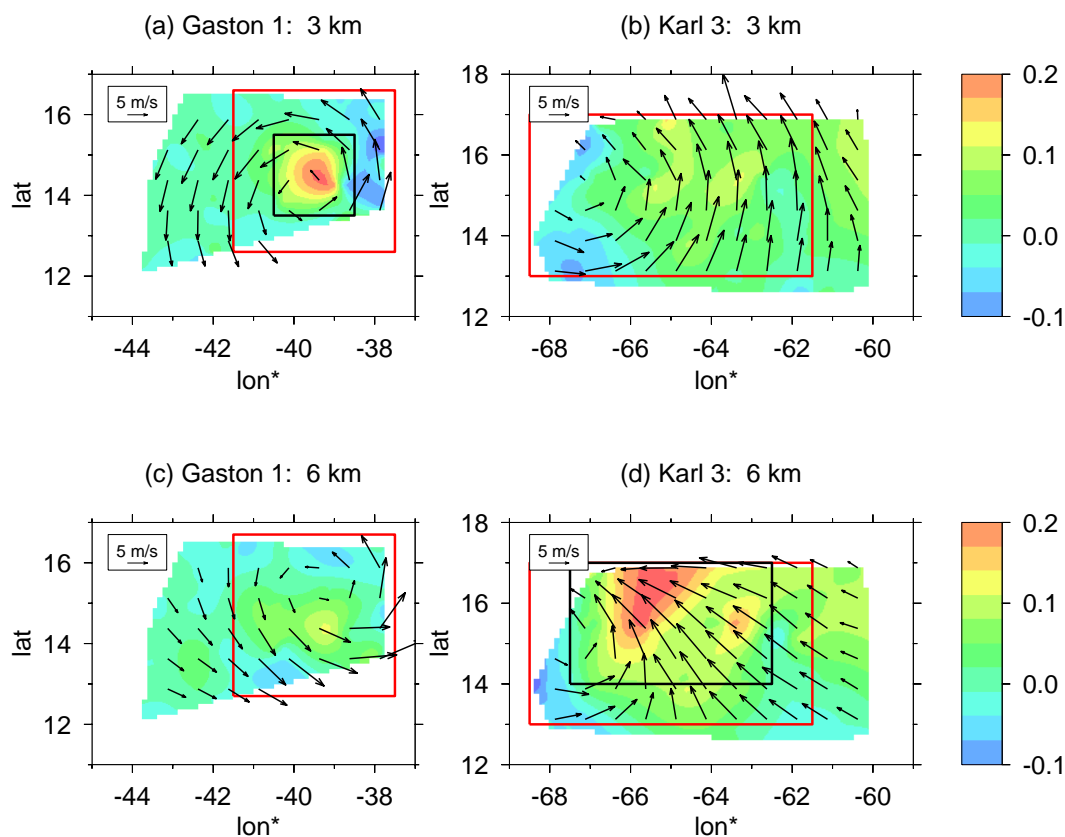 (a) Gaston 1: 3 km
(b) Karl 3: 3 km
5 m/s
5 m/s
16
14
12
lat
-44
-42
-40
-38
lon*
18
16
14
12
lat
-68
-66
-64
-62
-60
lon*
0.2
0.1
0.0
-0.1
(c) Gaston 1: 6 km
(d) Karl 3: 6 km
5 m/s
5 m/s
16
14
12
lat
-44
-42
-40
-38
lon*
18
16
14
12
lat
-68
-66
-64
-62
-60
lon*
0.2
0.1
0.0
-0.1